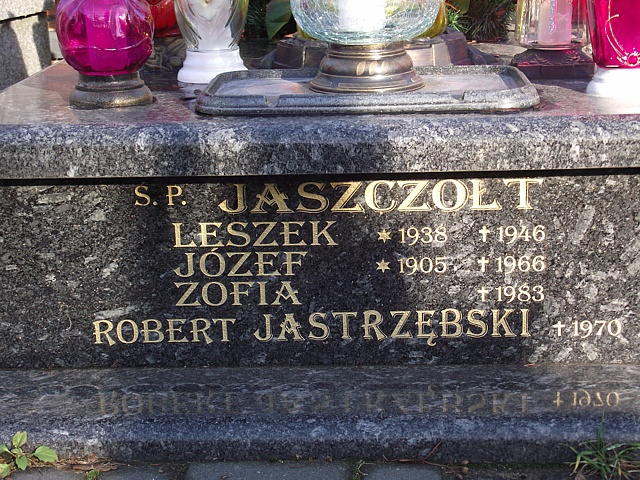 Ś.P. JASZCZOŁT
LESZEK ✶ 1938 † 1946
JÓZEF ✶ 1905 † 1966
ZOFIA † 1983
ROBERT JASTRZĘBSKI † 1970